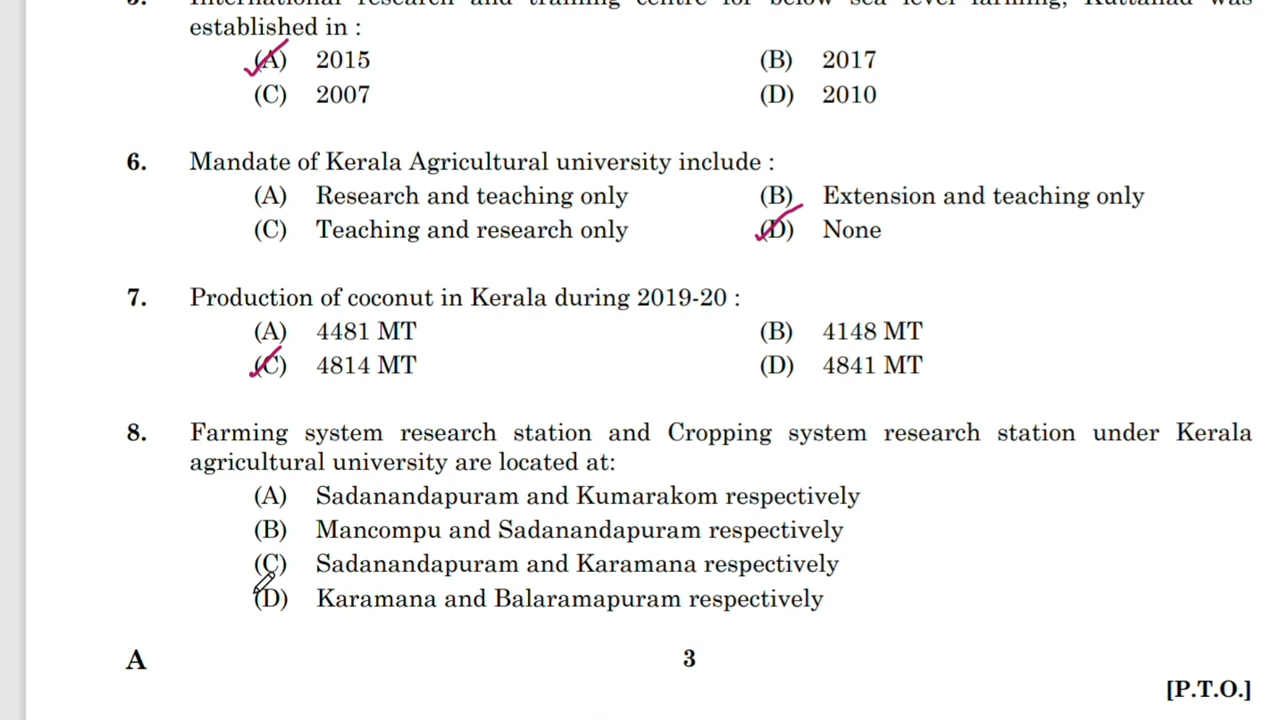 established in :
(A) 2015 (B) 2017
(C) 2007 (D) 2010
6. Mandate of Kerala Agricultural university include :
(A) Research and teaching only (B) Extension and teaching only
(C) Teaching and research only (D) None
7. Production of coconut in Kerala during 2019-20 :
(A) 4481 MT (B) 4148 MT
(C) 4814 MT (D) 4841 MT
8. Farming system research station and Cropping system research station under Kerala
agricultural university are located at:
(A) Sadanandapuram and Kumarakom respectively
(B) Mancompu and Sadanandapuram respectively
(C) Sadanandapuram and Karamana respectively
(D) Karamana and Balaramapuram respectively
A 3
[P.T.O.]